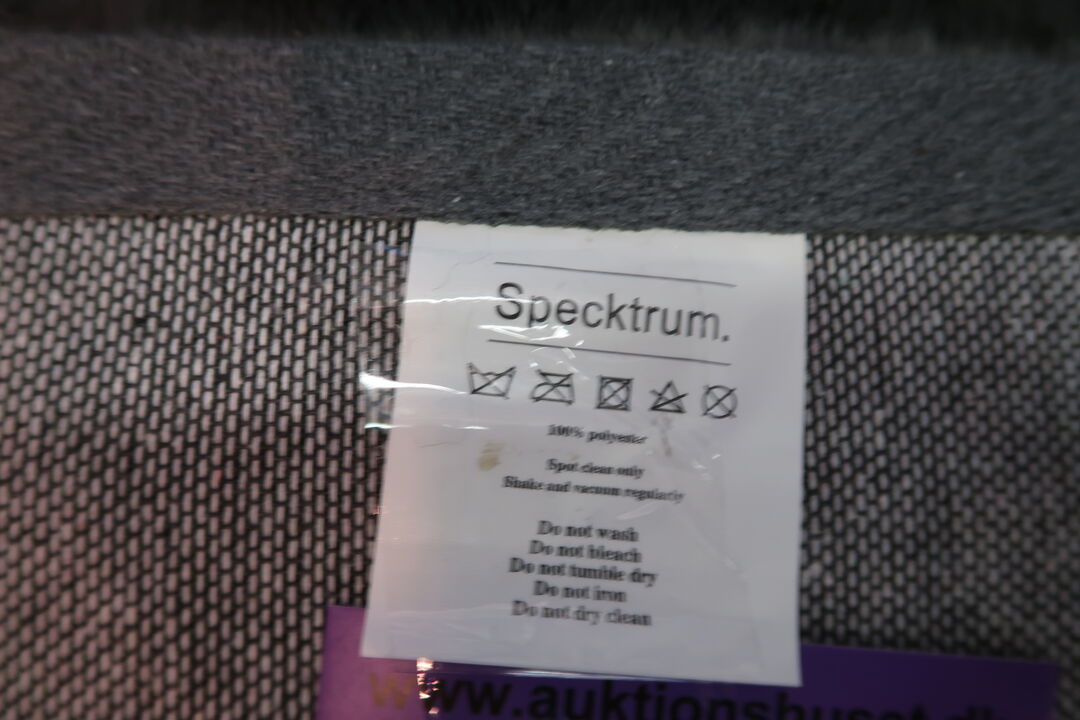 Specktrum.
100% polyester
Spot clean only
Shake and vacuum regularly
Do not wash
Do not bleach
Do not tumble dry
Do not iron
Do not dry clean
www.auktionshuset.dk